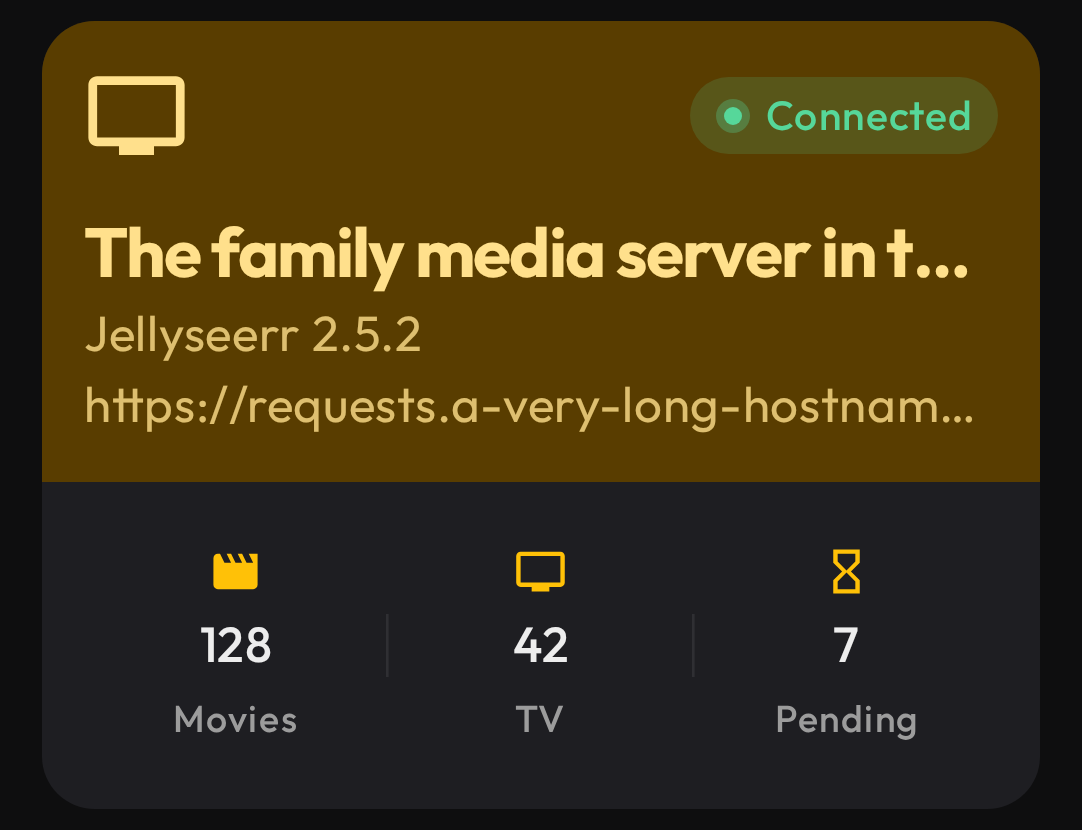 Connected
The family media server in t...
Jellyseerr 2.5.2
https://requests.a-very-long-hostnam...
128
42
7
Movies
TV
Pending